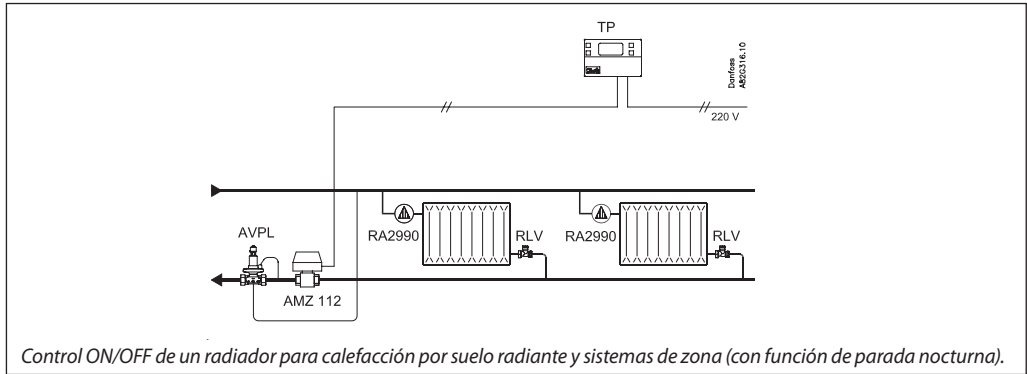 TP
Danfoss
AB2G316.10
220 V
AVPL
RA2990
RLV
RA2990
RLV
AMZ 112
Control ON/OFF de un radiador para calefacción por suelo radiante y sistemas de zona (con función de parada nocturna).